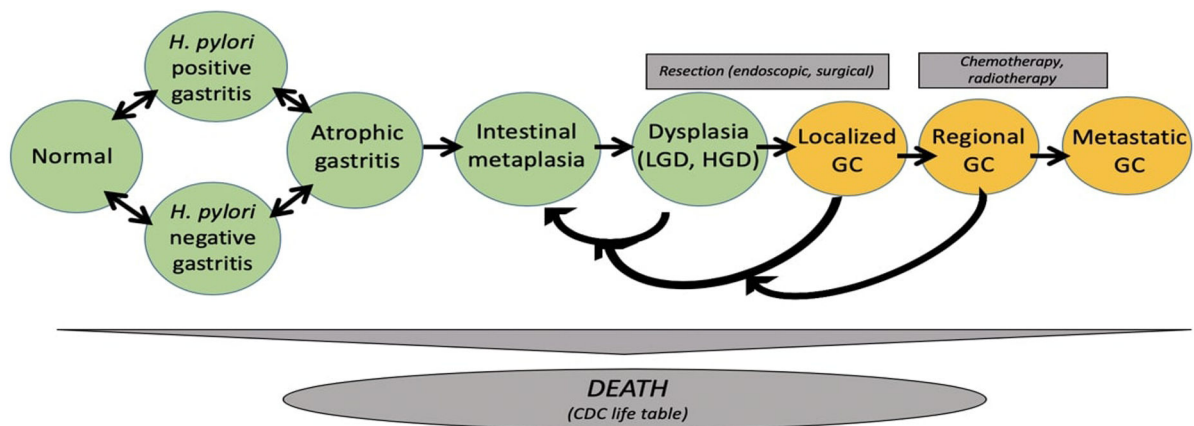 H. pylori
positive
gastritis
Resection (endoscopic, surgical)
Chemotherapy,
radiotherapy
Normal
Atrophic
gastritis
Intestinal
metaplasia
Dysplasia
(LGD, HGD)
Localized
GC
Regional
GC
Metastatic
GC
H. pylori
negative
gastritis
DEATH
(CDC life table)